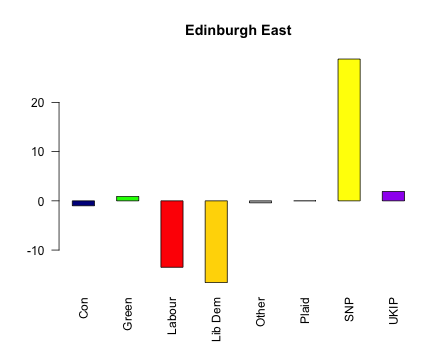 Edinburgh East
20
10
0
-10
Con
Green
Labour
Lib Dem
Other
Plaid
SNP
UKIP